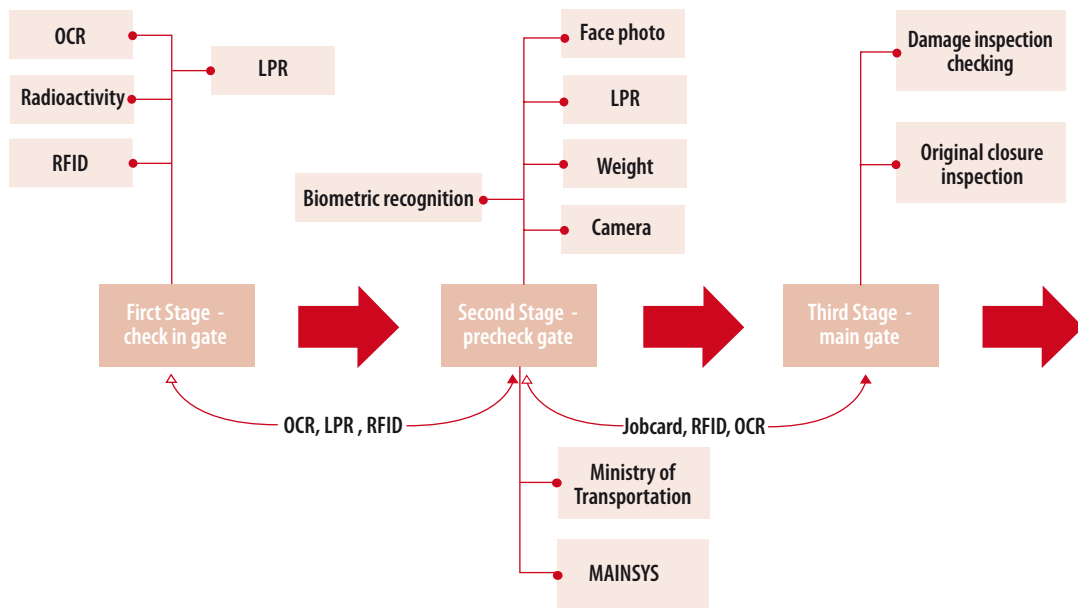 OCR
LPR
Radioactivity
RFID
Face photo
LPR
Weight
Biometric recognition
Camera
Damage inspection
checking
Original closure
inspection
Firct Stage -
check in gate
Second Stage -
precheck gate
Third Stage -
main gate
OCR, LPR , RFID
Jobcard, RFID, OCR
Ministry of
Transportation
MAINSYS